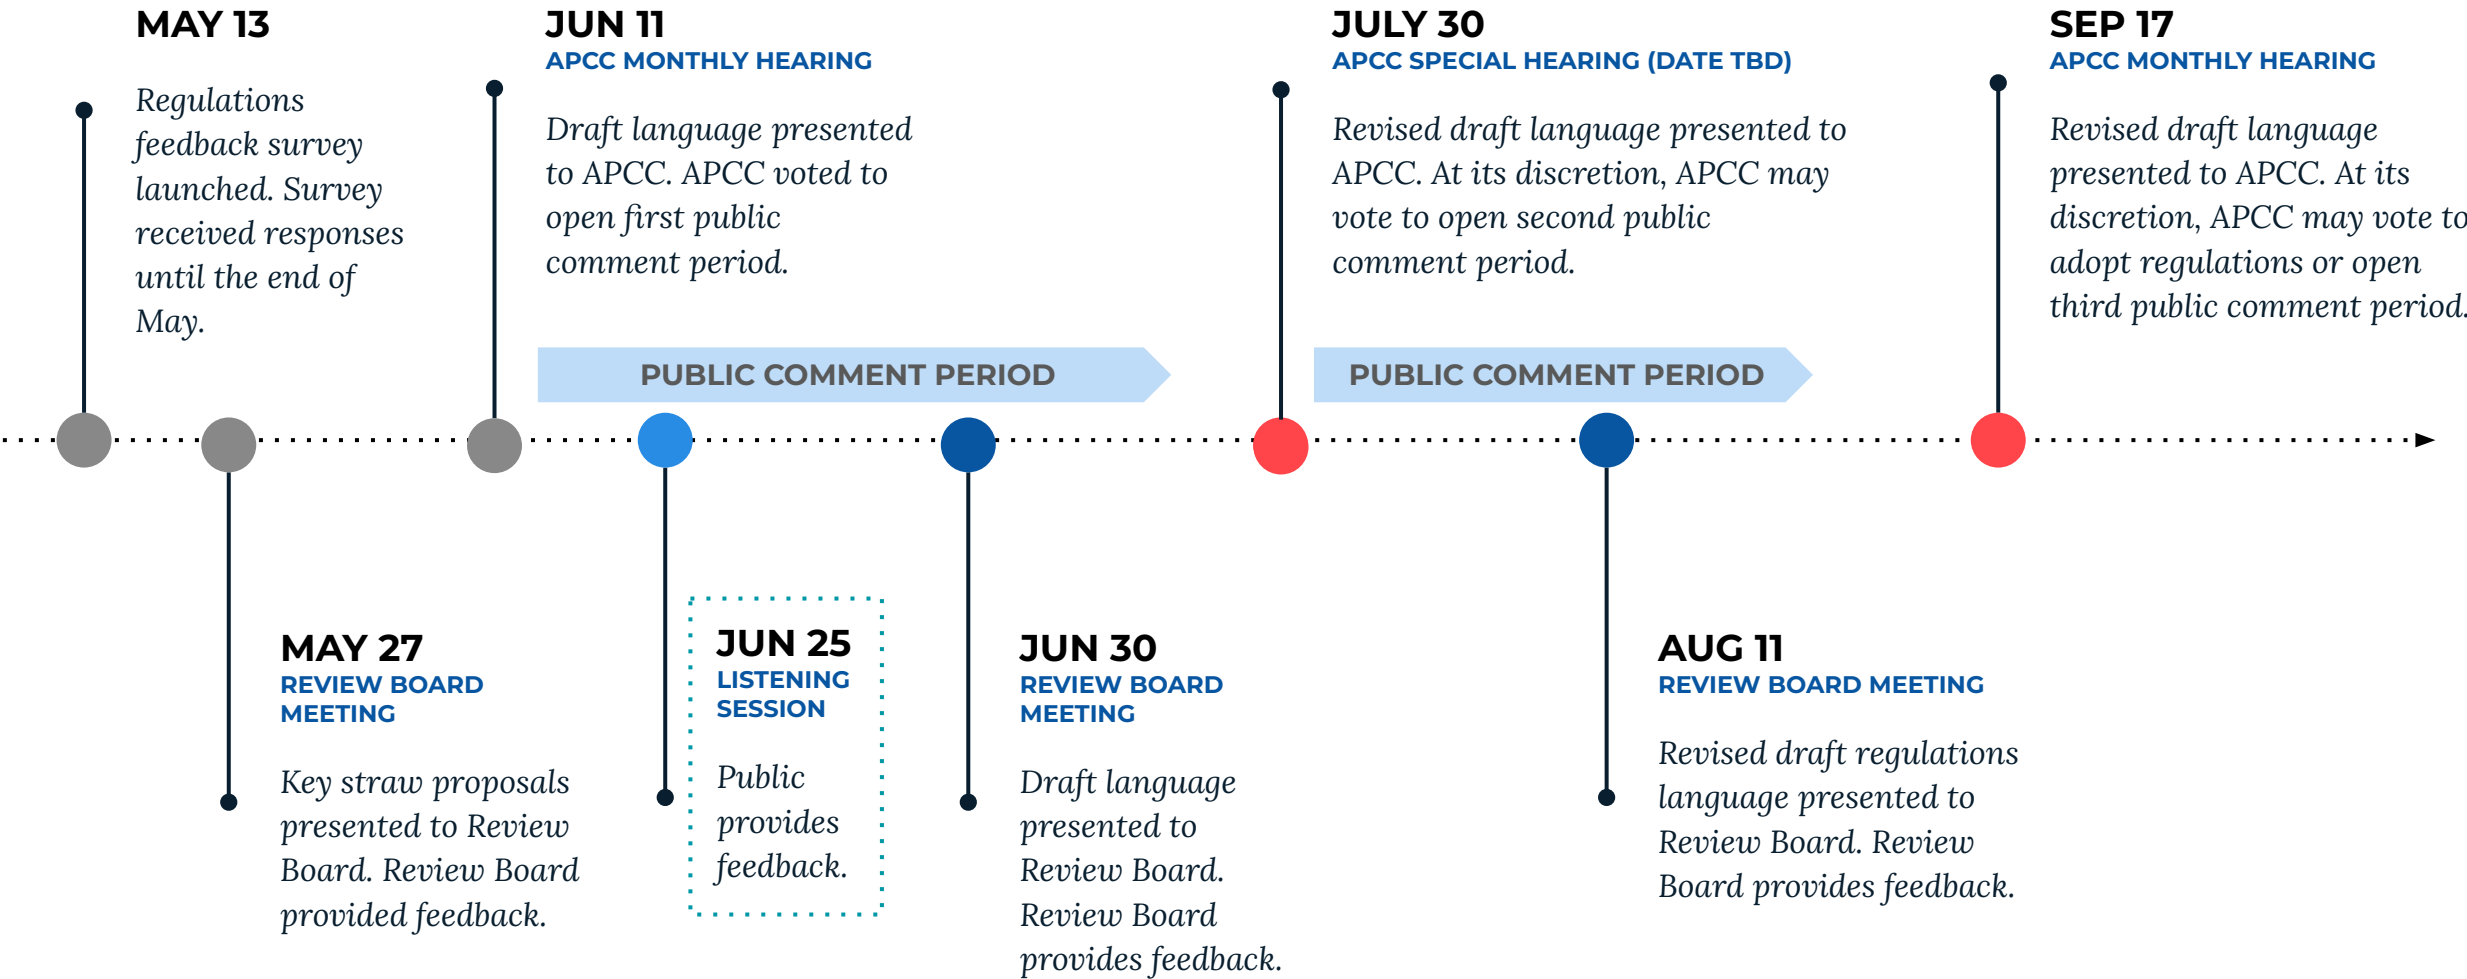 MAY 13
Regulations
feedback survey
launched. Survey
received responses
until the end of
May.
JUN 11
APCC MONTHLY HEARING
Draft language presented
to APCC. APCC voted to
open first public
comment period.
JULY 30
APCC SPECIAL HEARING (DATE TBD)
Revised draft language presented to
APCC. At its discretion, APCC may
vote to open second public
comment period.
SEP 17
APCC MONTHLY HEARING
Revised draft language
presented to APCC. At its
discretion, APCC may vote to
adopt regulations or open
third public comment period.
PUBLIC COMMENT PERIOD
PUBLIC COMMENT PERIOD
MAY 27
REVIEW BOARD
MEETING
Key straw proposals
presented to Review
Board. Review Board
provided feedback.
JUN 25
LISTENING
SESSION
Public
provides
feedback.
JUN 30
REVIEW BOARD
MEETING
Draft language
presented to
Review Board.
Review Board
provides feedback.
AUG 11
REVIEW BOARD MEETING
Revised draft regulations
language presented to
Review Board. Review
Board provides feedback.